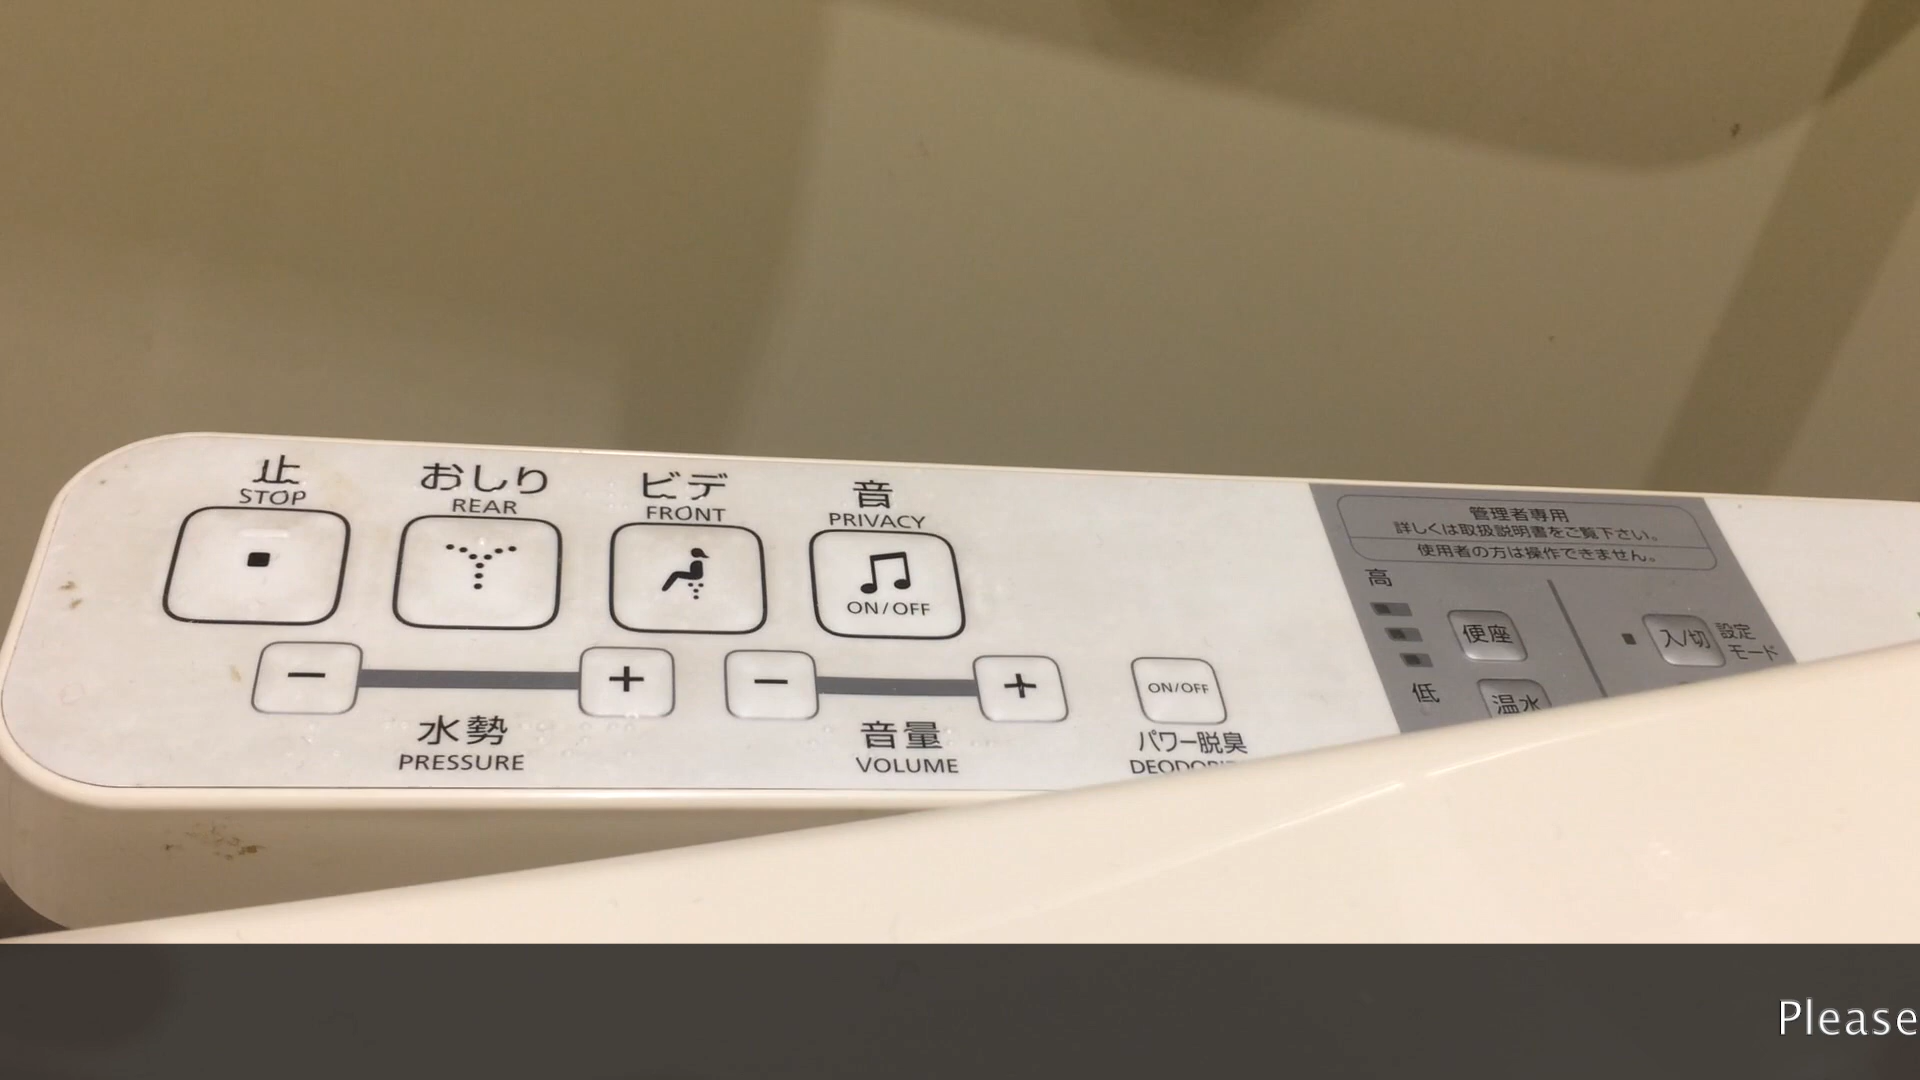 止
STOP
おしり
REAR
ビデ
FRONT
音
PRIVACY
ON/OFF
水勢
PRESSURE
音量
VOLUME
ON/OFF
パワー脱臭
管理者専用
詳しくは取扱説明書をご覧下さい。
使用者の方は操作できません。
高
低
便座
温水
入/切
設定
モード
Please